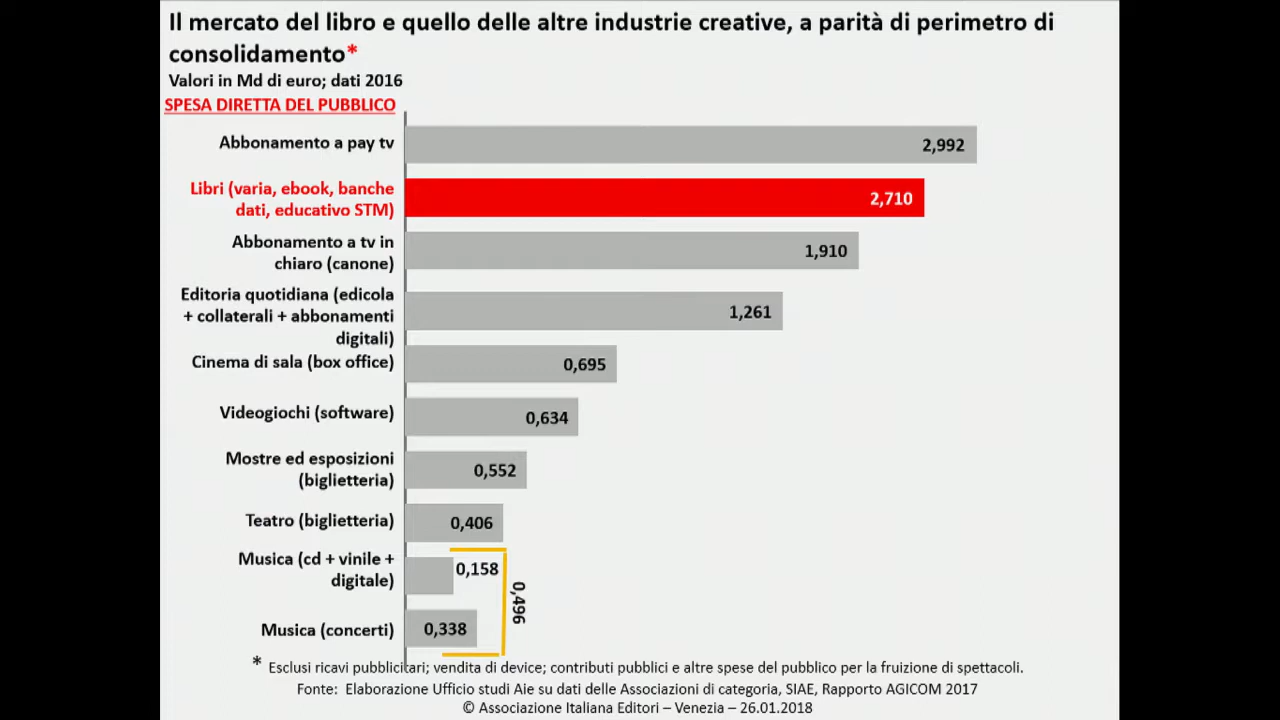 Il mercato del libro e quello delle altre industrie creative, a parità di perimetro di
consolidamento*
Valori in Md di euro; dati 2016
SPESA DIRETTA DEL PUBBLICO
Abbonamento a pay tv
2,992
Libri (varia, ebook, banche
dati, educativo STM)
2,710
Abbonamento a tv in
chiaro (canone)
1,910
Editoria quotidiana (edicola
+ collaterali + abbonamenti
digitali)
1,261
Cinema di sala (box office)
0,695
Videogiochi (software)
0,634
Mostre ed esposizioni
(biglietteria)
0,552
Teatro (biglietteria)
0,406
Musica (cd + vinile +
digitale)
0,158
0,496
Musica (concerti)
0,338
* Esclusi ricavi pubblicitari; vendita di device; contributi pubblici e altre spese del pubblico per la fruizione di spettacoli.
Fonte: Elaborazione Ufficio studi Aie su dati delle Associazioni di categoria, SIAE, Rapporto AGICOM 2017
© Associazione Italiana Editori – Venezia – 26.01.2018